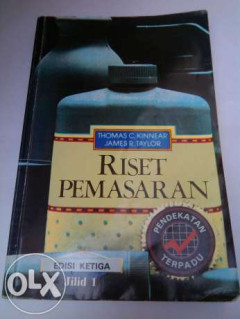 THOMAS C. KINNEAR
JAMES R. TAYLOR
RISET
PEMASARAN
PENDEKATAN
TERPADU
EDISI KETIGA
Jilid 1
OLX